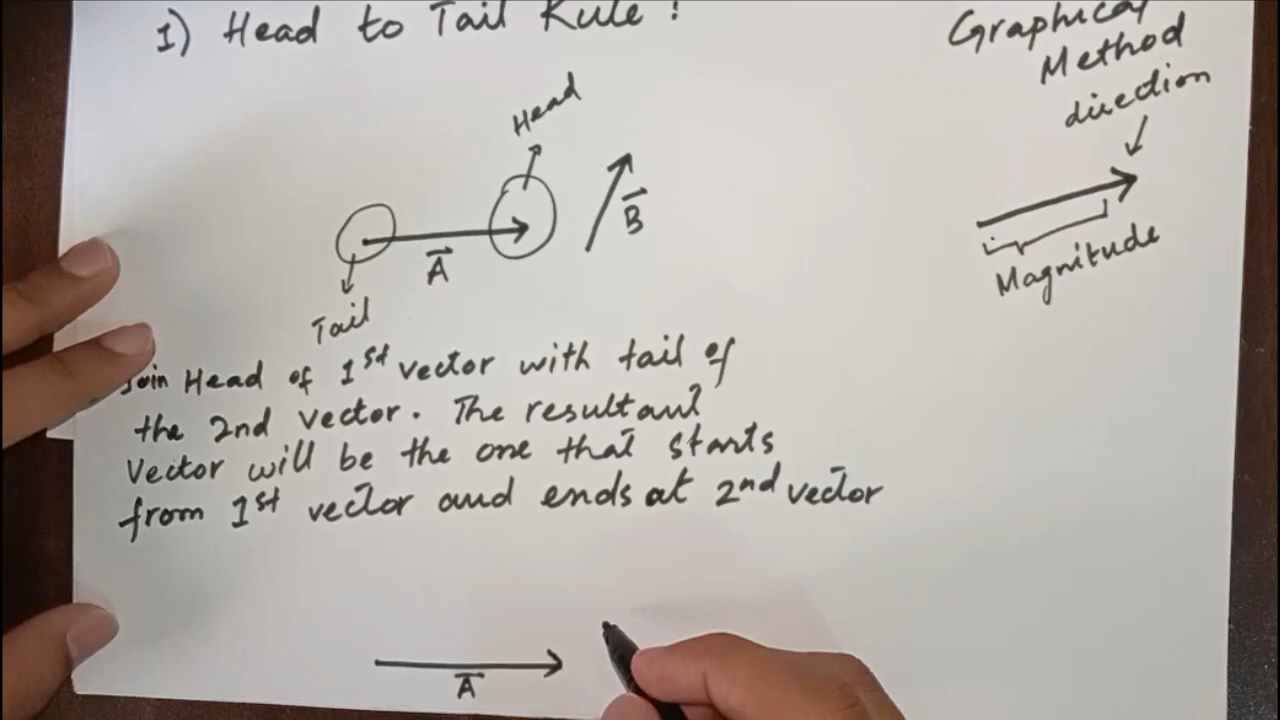 1) Head to Tail Rule:
Graphical
Method
direction
Head
B
A
Tail
Magnitude
Join Head of 1st vector with tail of
the 2nd vector. The resultant
Vector will be the one that starts
from 1st vector and ends at 2nd vector
A